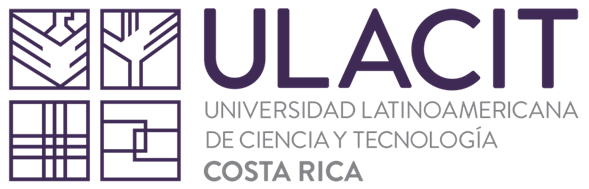 ULACIT
UNIVERSIDAD LATINOAMERICANA
DE CIENCIA Y TECNOLOGÍA
COSTA RICA